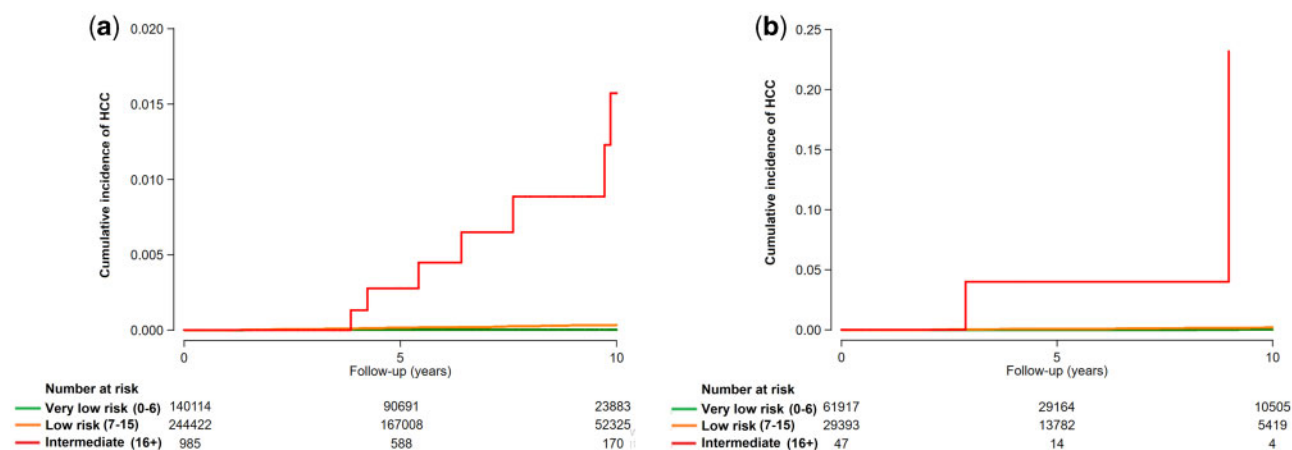 (a)
0.020
0.015
0.010
0.005
0.000
Cumulative incidence of HCC
0 5 10
Follow-up (years)
Number at risk
Very low risk (0-6) 140114 90691 23883
Low risk (7-15) 244422 167008 52325
Intermediate (16+) 985 588 170
(b)
0.25
0.20
0.15
0.10
0.05
0.00
Cumulative incidence of HCC
0 5 10
Follow-up (years)
Number at risk
Very low risk (0-6) 61917 29164 10505
Low risk (7-15) 29393 13782 5419
Intermediate (16+) 47 14 4